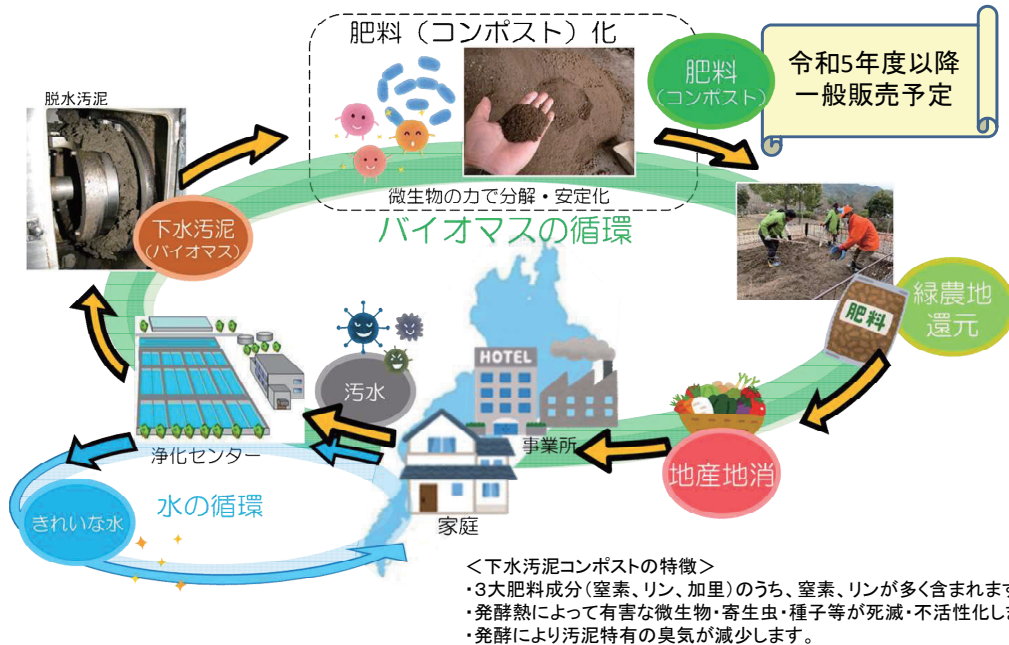 肥料（コンポスト）化
脱水汚泥
肥料
（コンポスト）
令和5年度以降
一般販売予定
微生物の力で分解・安定化
下水汚泥
（バイオマス）
バイオマスの循環
緑農地
還元
肥料
HOTEL
汚水
事業所
地産地消
浄化センター
家庭
水の循環
きれいな水
＜下水汚泥コンポストの特徴＞
・3大肥料成分（窒素、リン、加里）のうち、窒素、リンが多く含まれます
・発酵熱によって有害な微生物・寄生虫・種子等が死滅・不活性化しま
・発酵により汚泥特有の臭気が減少します。